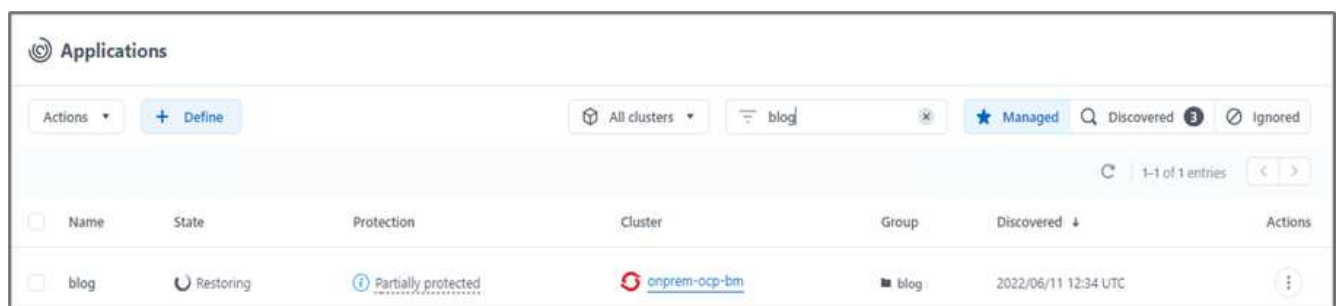 Applications
Actions + Define All clusters blog Managed Discovered 3 Ignored
1-1 of 1 entries
Name State Protection Cluster Group Discovered ↓ Actions
blog Restoring Partially protected onprem-ocp-bm blog 2022/06/11 12:34 UTC